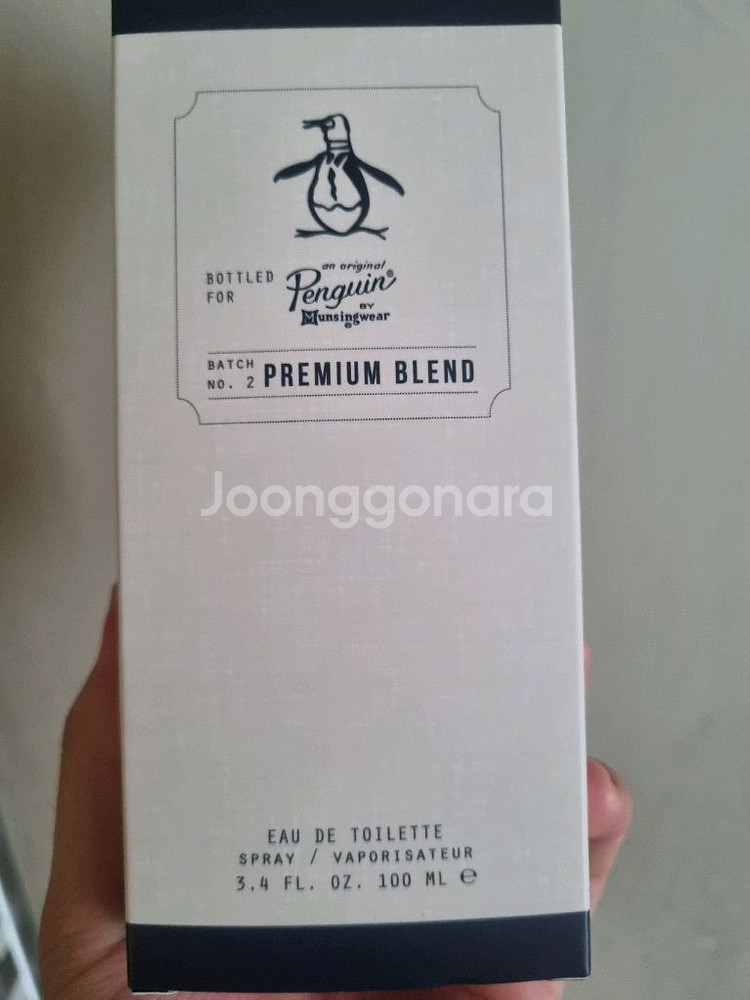 BOTTLED
FOR
an original
Penguin®
BY
Munsingwear®
BATCH
NO. 2
PREMIUM BLEND
Joonggonara
EAU DE TOILETTE
SPRAY / VAPORISATEUR
3.4 FL. OZ. 100 ML ℮